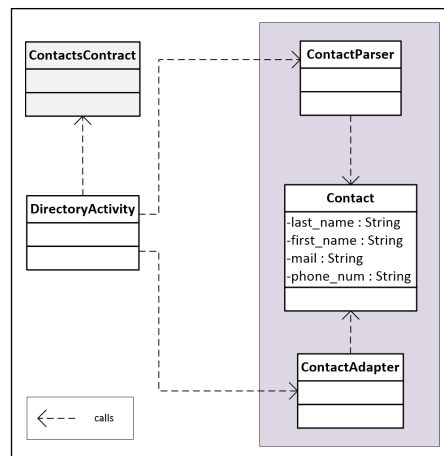 ContactsContract
ContactParser
DirectoryActivity
Contact
-last_name : String
-first_name : String
-mail : String
-phone_num : String
ContactAdapter
calls